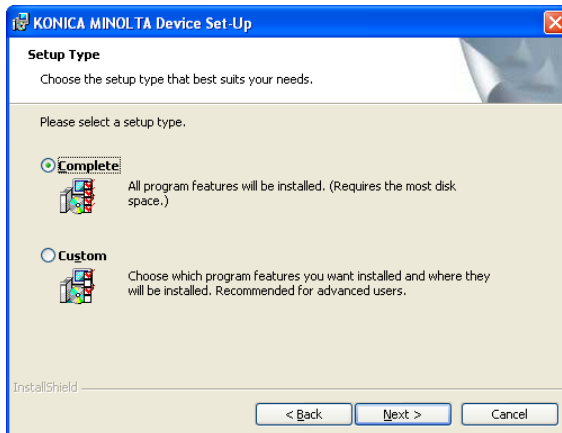 KONICA MINOLTA Device Set-Up
Setup Type
Choose the setup type that best suits your needs.
Please select a setup type.
Complete
All program features will be installed. (Requires the most disk
space.)
Custom
Choose which program features you want installed and where they
will be installed. Recommended for advanced users.
InstallShield
< Back
Next >
Cancel